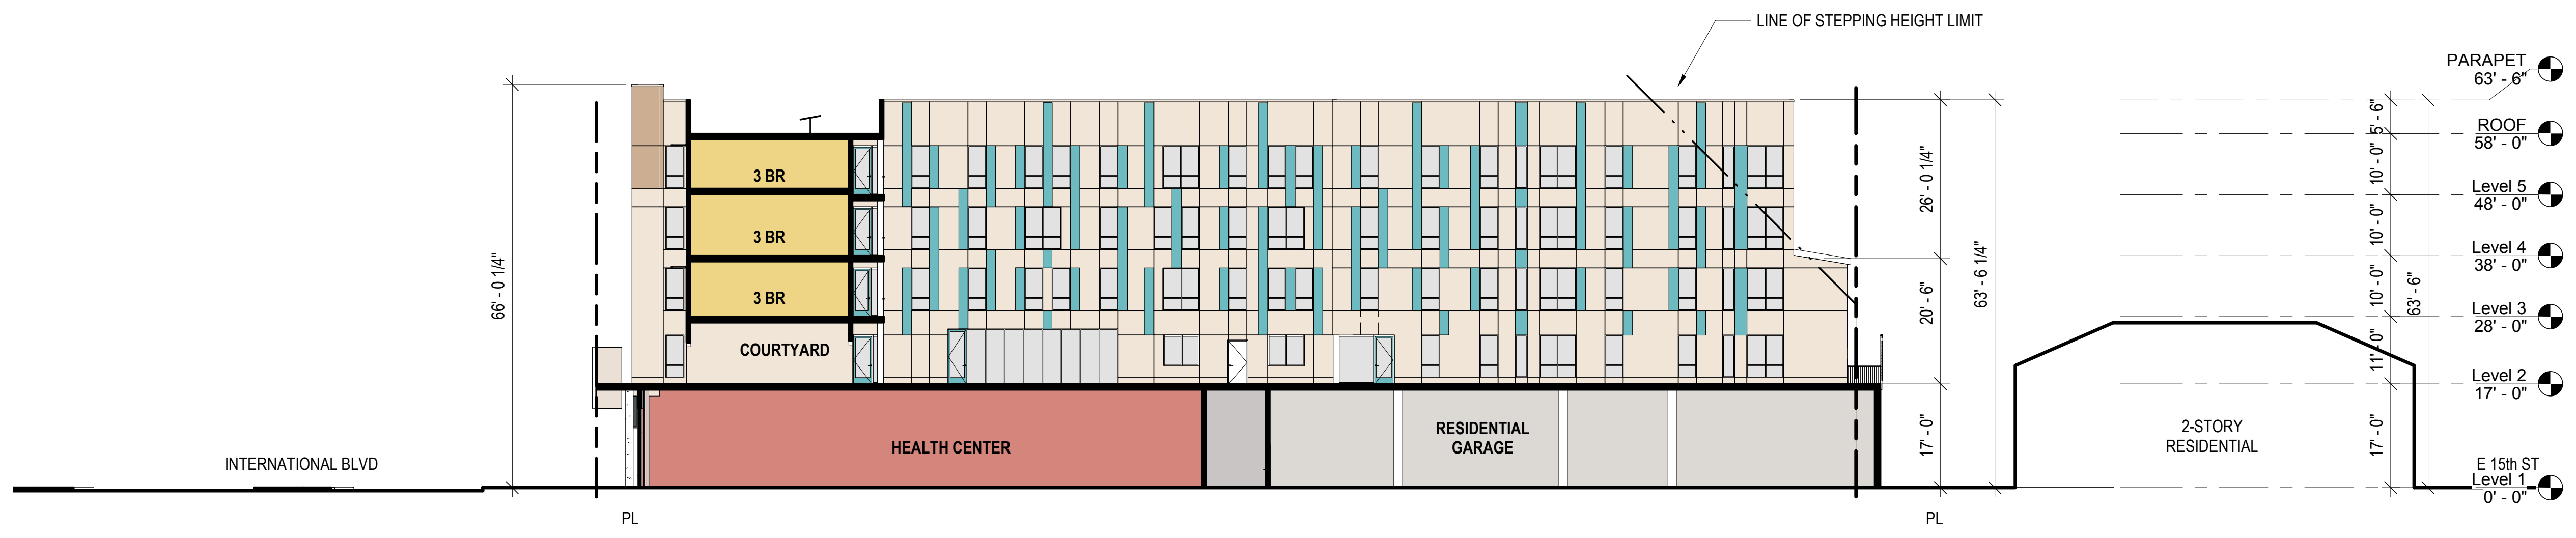 LINE OF STEPPING HEIGHT LIMIT
PARAPET
63' - 6"
ROOF
58' - 0"
Level 5
48' - 0"
Level 4
38' - 0"
Level 3
28' - 0"
Level 2
17' - 0"
E 15th ST
Level 1
0' - 0"
5' - 6"
10' - 0"
10' - 0"
10' - 0"
11' - 0"
17' - 0"
63' - 6"
66' - 0 1/4"
3 BR
3 BR
3 BR
COURTYARD
HEALTH CENTER
RESIDENTIAL
GARAGE
26' - 0 1/4"
20' - 6"
17' - 0"
63' - 6 1/4"
2-STORY
RESIDENTIAL
INTERNATIONAL BLVD
PL
PL